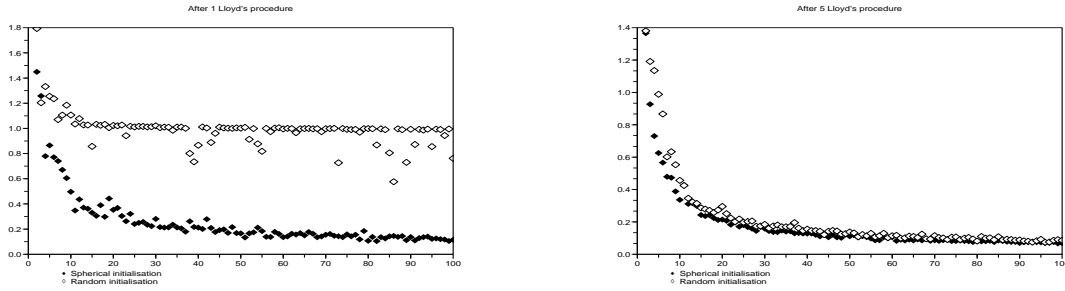 After 1 Lloyd's procedure
1.8
1.6
1.4
1.2
1.0
0.8
0.6
0.4
0.2
0.0
0 10 20 30 40 50 60 70 80 90 100
Spherical initialisation
Random initialisation
After 5 Lloyd's procedure
1.4
1.2
1.0
0.8
0.6
0.4
0.2
0.0
0 10 20 30 40 50 60 70 80 90 100
Spherical initialisation
Random initialisation